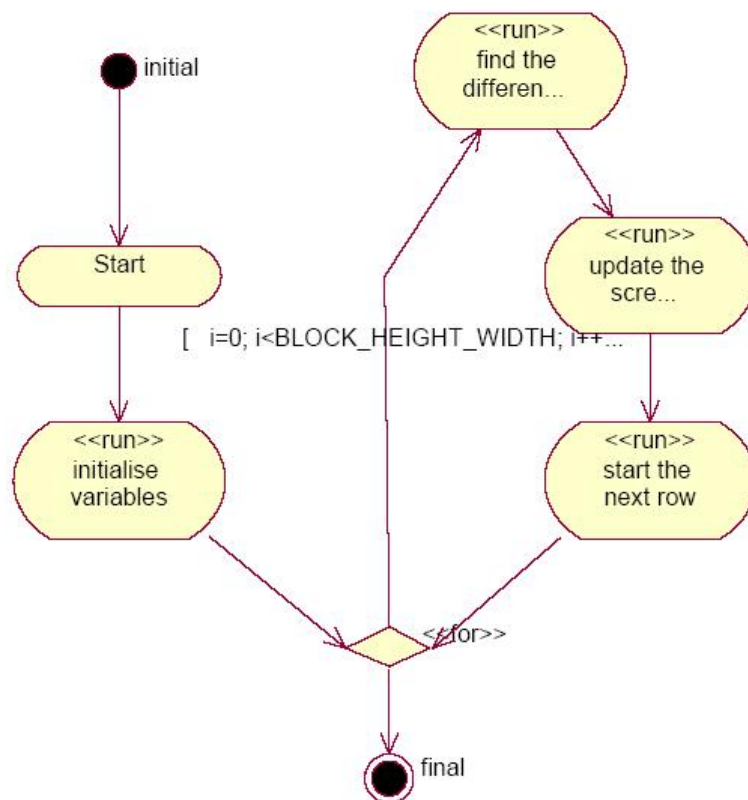 initial
Start
<<run>>
initialise
variables
[ i=0; i<BLOCK_HEIGHT_WIDTH; i++...
<<run>>
find the
differen...
<<run>>
update the
scre...
<<run>>
start the
next row
<<for>>
final